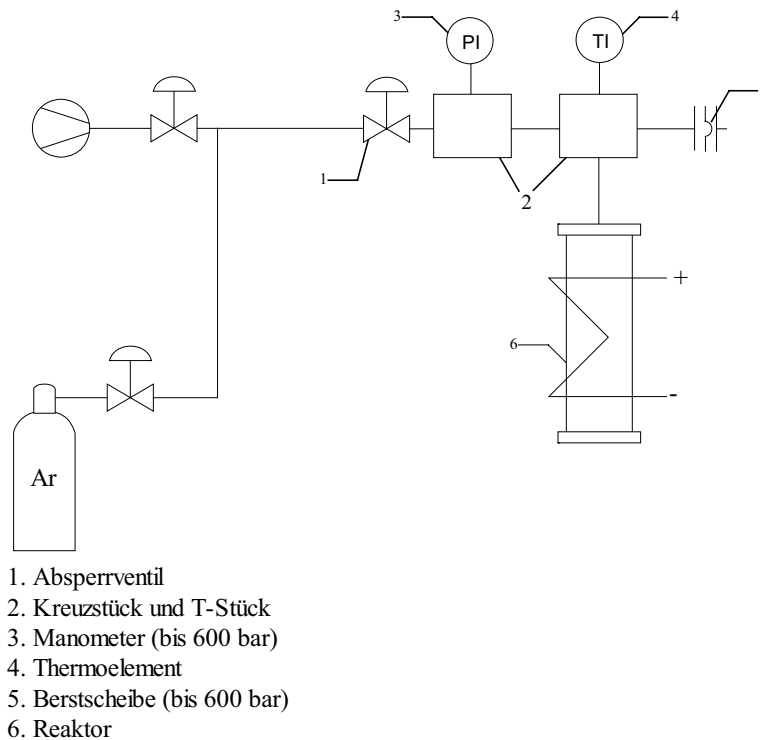 3
PI
TI
4
1
2
+
6
-
Ar
1. Absperrventil
2. Kreuzstück und T-Stück
3. Manometer (bis 600 bar)
4. Thermoelement
5. Berstscheibe (bis 600 bar)
6. Reaktor